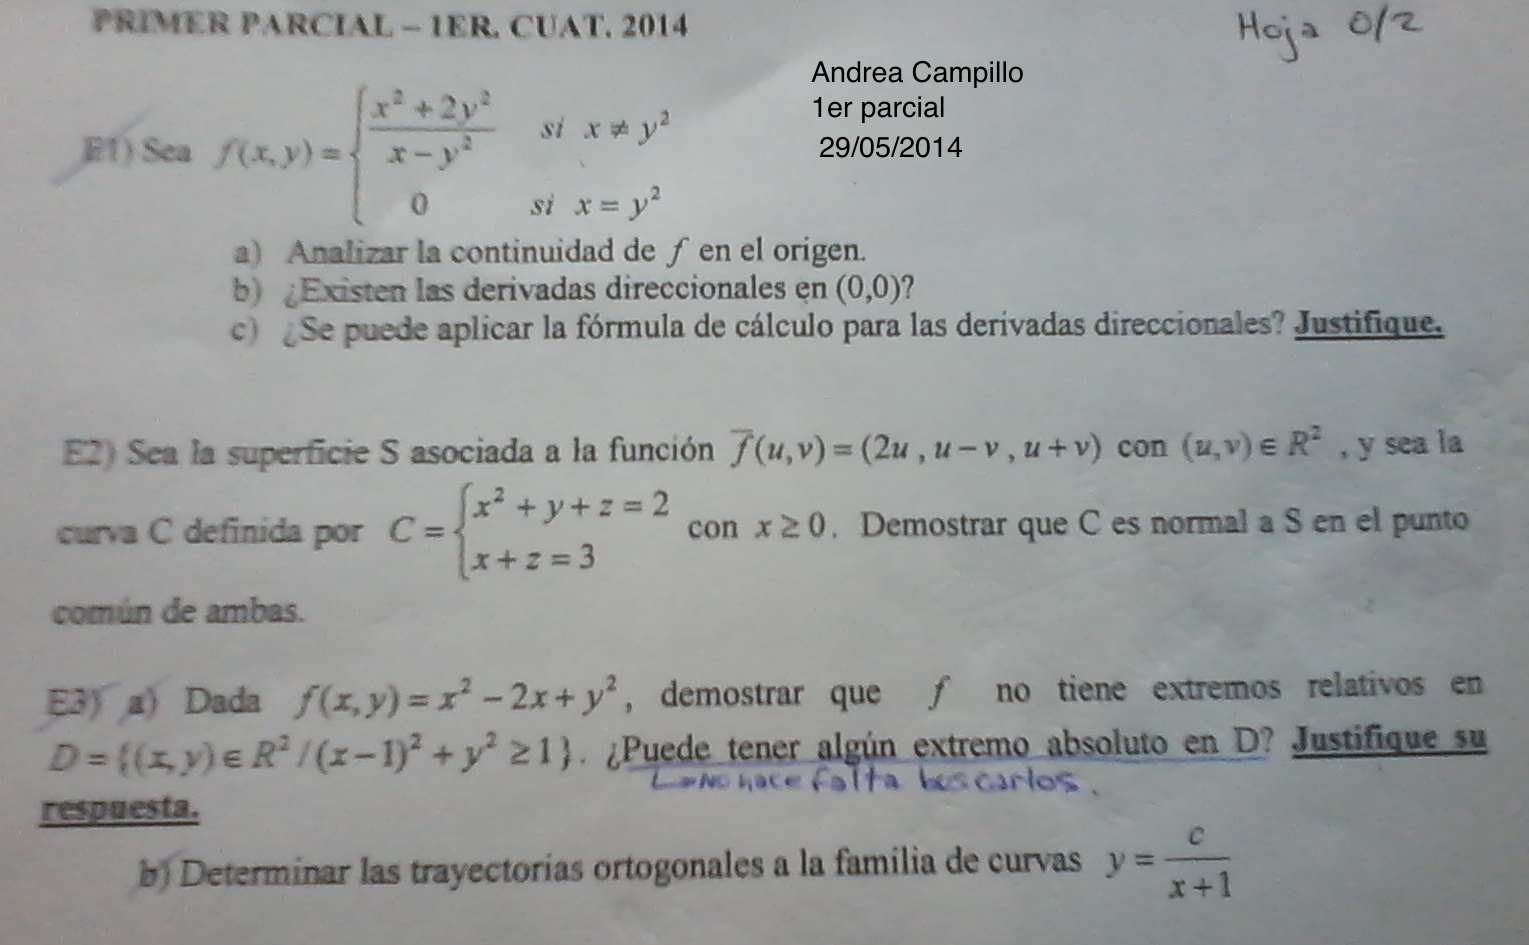 PRIMER PARCIAL – 1ER. CUAT. 2014
Hoja 0/2
Andrea Campillo
1er parcial
29/05/2014
E1) Sea f(x, y) = { (x² + 2y²)/(x – y²) si x ≠ y²
0 si x = y²
a) Analizar la continuidad de f en el origen.
b) ¿Existen las derivadas direccionales en (0,0)?
c) ¿Se puede aplicar la fórmula de cálculo para las derivadas direccionales? Justifique.
E2) Sea la superficie S asociada a la función f̄(u,v) = (2u , u – v , u + v) con (u,v) ∈ R² , y sea la
curva C definida por C = { x² + y + z = 2
x + z = 3 con x ≥ 0. Demostrar que C es normal a S en el punto
común de ambas.
E3) a) Dada f(x, y) = x² – 2x + y², demostrar que f no tiene extremos relativos en
D = {(x, y) ∈ R² / (x – 1)² + y² ≥ 1}. ¿Puede tener algún extremo absoluto en D? Justifique su
↳ No hace falta buscarlos.
respuesta.
b) Determinar las trayectorias ortogonales a la familia de curvas y = c/(x + 1)